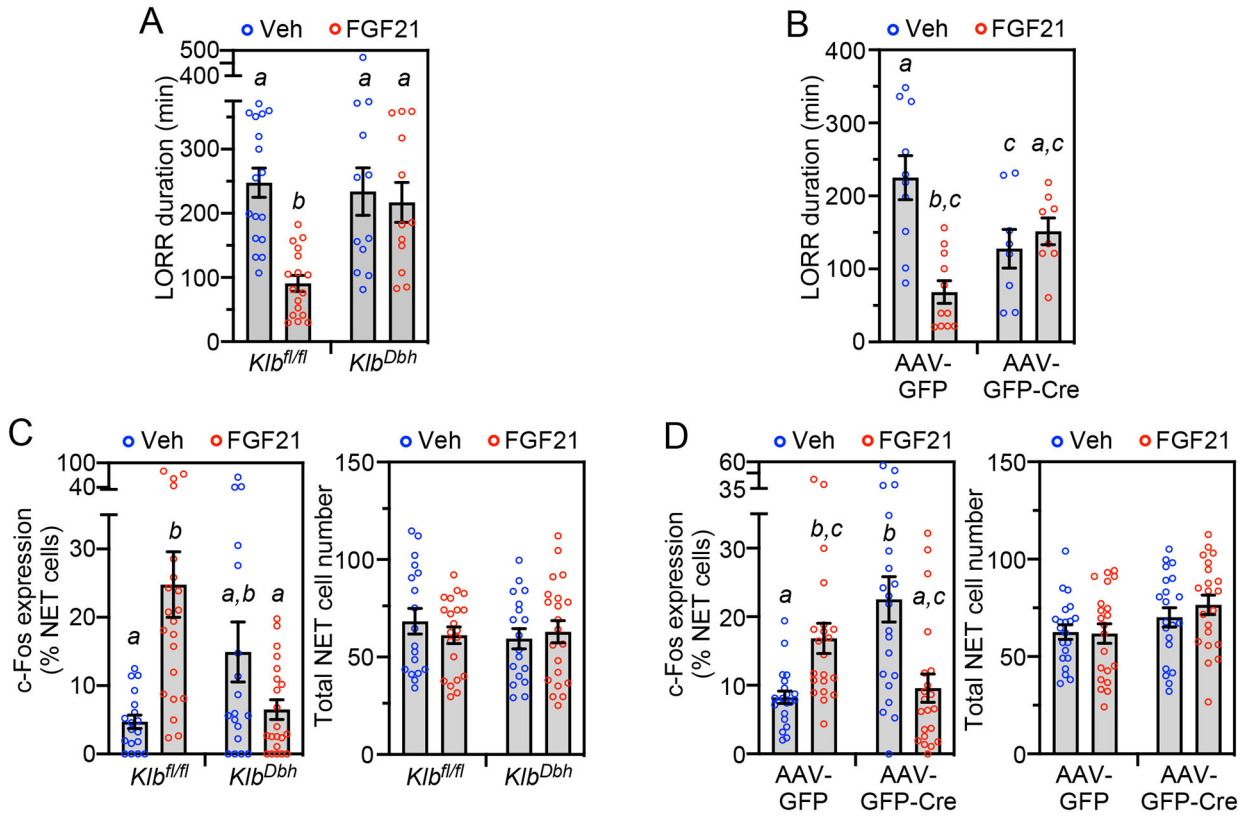 A
Veh FGF21
LORR duration (min)
500
400
300
200
100
0
a
b
a
a
Klb^fl/fl
Klb^Dbh
B
Veh FGF21
LORR duration (min)
400
300
200
100
0
a
b,c
c
a,c
AAV-
GFP
AAV-
GFP-Cre
C
Veh FGF21
c-Fos expression
(% NET cells)
100
40
30
20
10
0
a
b
a,b
a
Klb^fl/fl
Klb^Dbh
Veh FGF21
Total NET cell number
150
100
50
0
Klb^fl/fl
Klb^Dbh
D
Veh FGF21
c-Fos expression
(% NET cells)
60
35
30
20
10
0
a
b,c
b
a,c
AAV-
GFP
AAV-
GFP-Cre
Veh FGF21
Total NET cell number
150
100
50
0
AAV-
GFP
AAV-
GFP-Cre